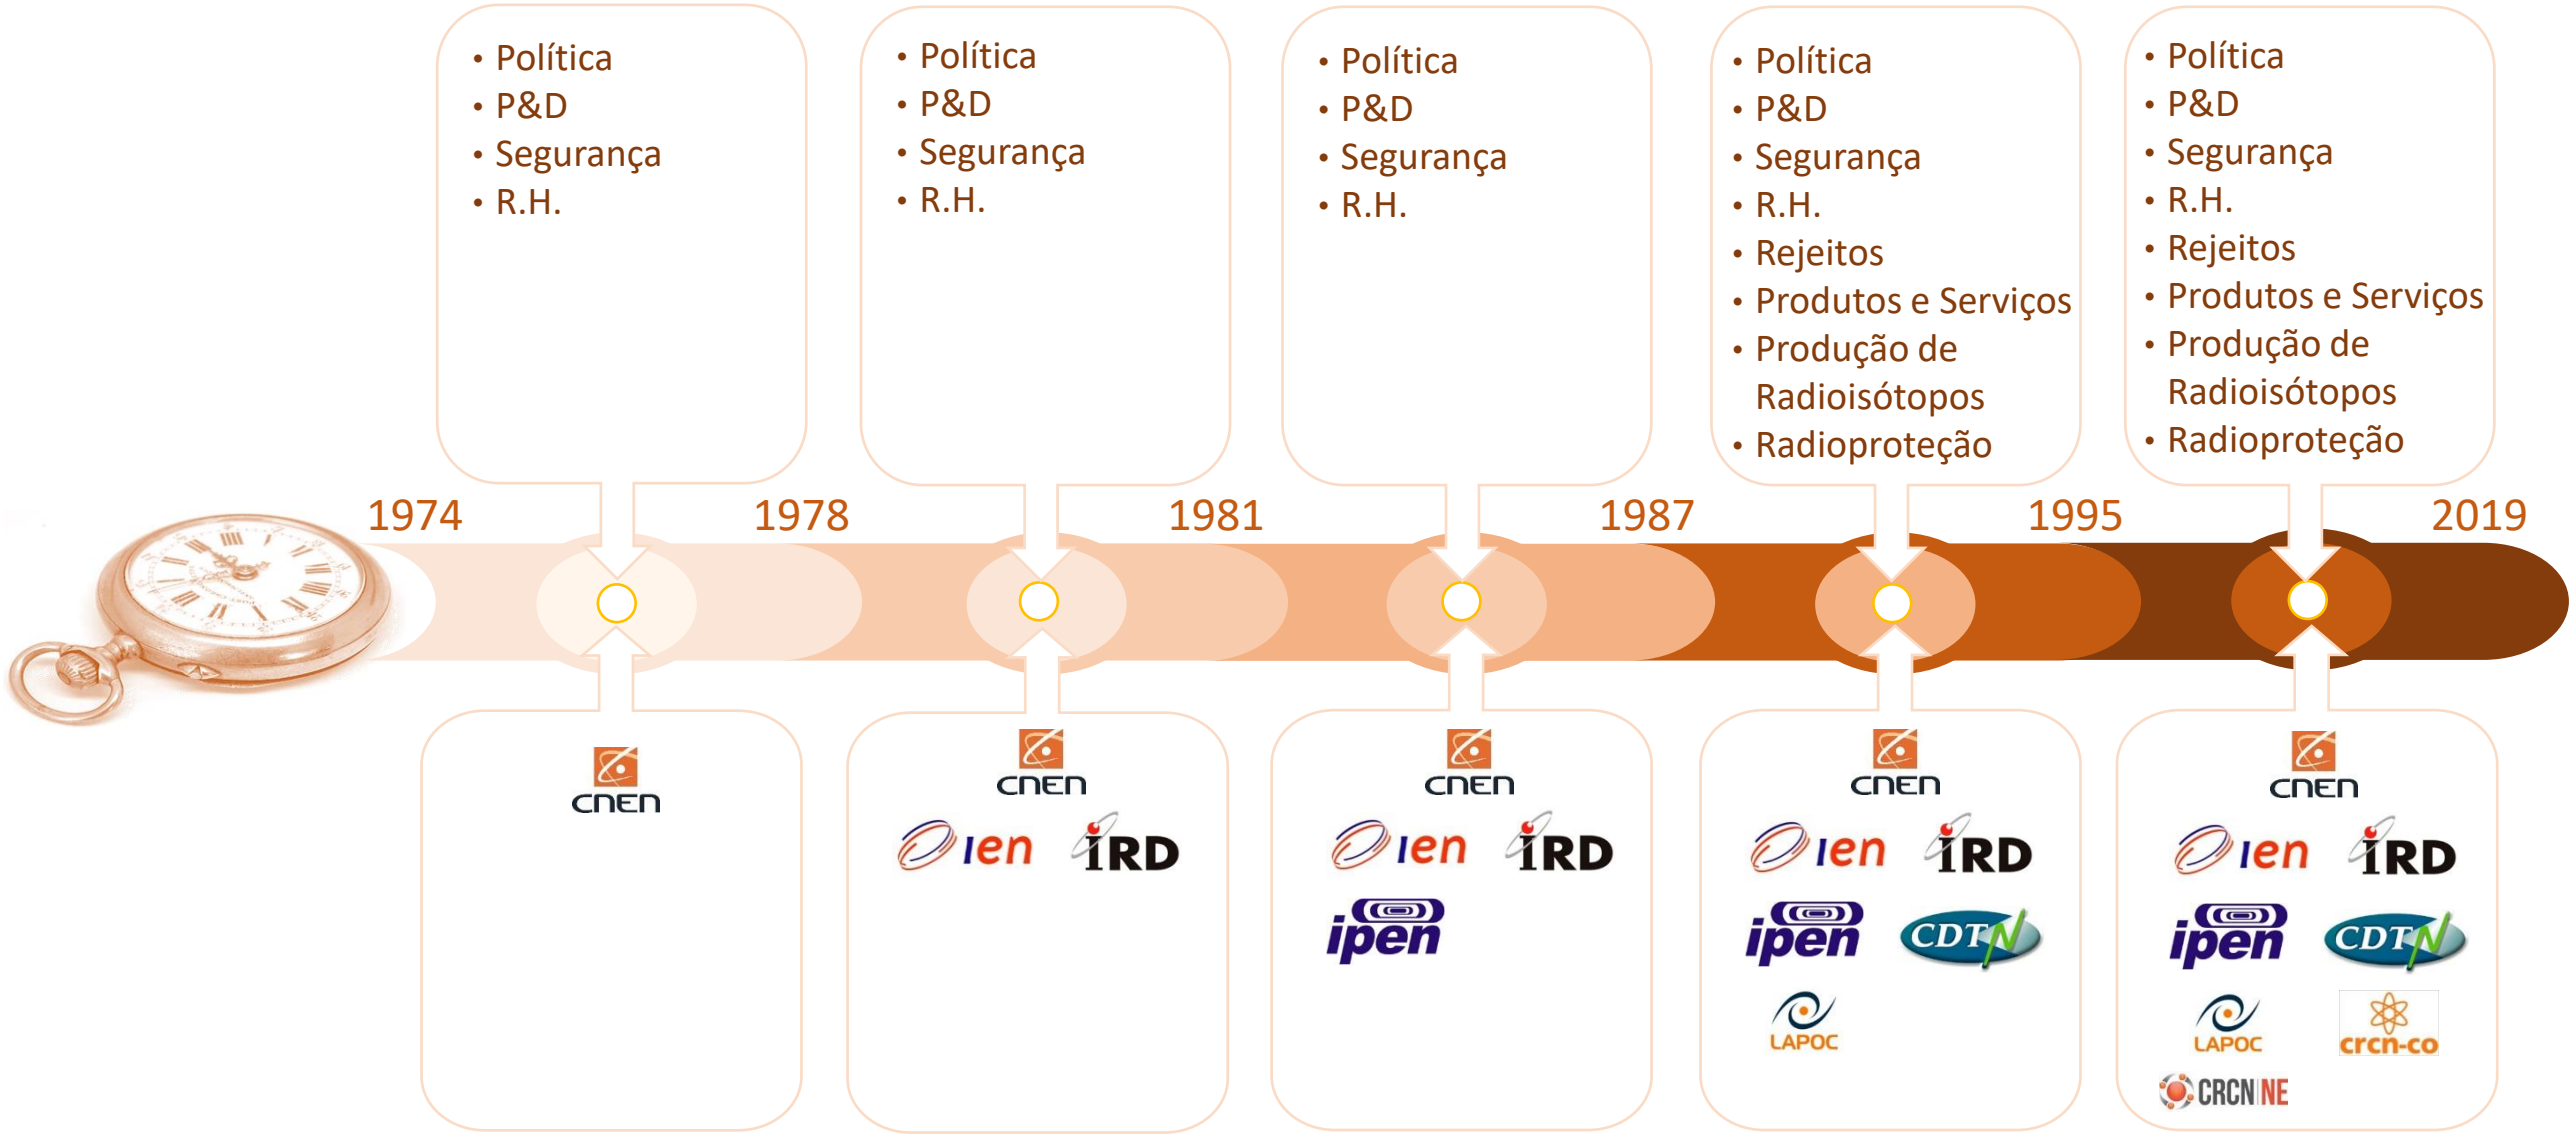 • Política
• P&D
• Segurança
• R.H.
• Política
• P&D
• Segurança
• R.H.
• Política
• P&D
• Segurança
• R.H.
• Política
• P&D
• Segurança
• R.H.
• Rejeitos
• Produtos e Serviços
• Produção de
Radioisótopos
• Radioproteção
• Política
• P&D
• Segurança
• R.H.
• Rejeitos
• Produtos e Serviços
• Produção de
Radioisótopos
• Radioproteção
1974 1978 1981 1987 1995 2019
CNEN
CNEN
ien IRD
CNEN
ien IRD
ipen
CNEN
ien IRD
ipen CDTN
LAPOC
CNEN
ien IRD
ipen CDTN
LAPOC crcn-co
CRCN NE